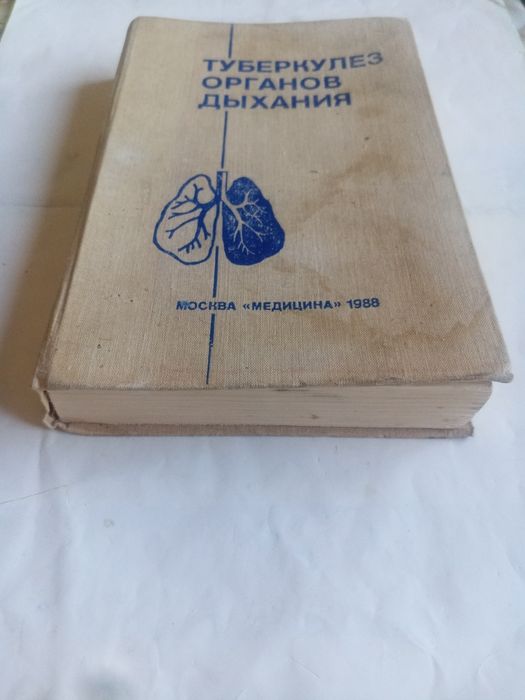 ТУБЕРКУЛЕЗ
ОРГАНОВ
ДЫХАНИЯ
МОСКВА «МЕДИЦИНА» 1988